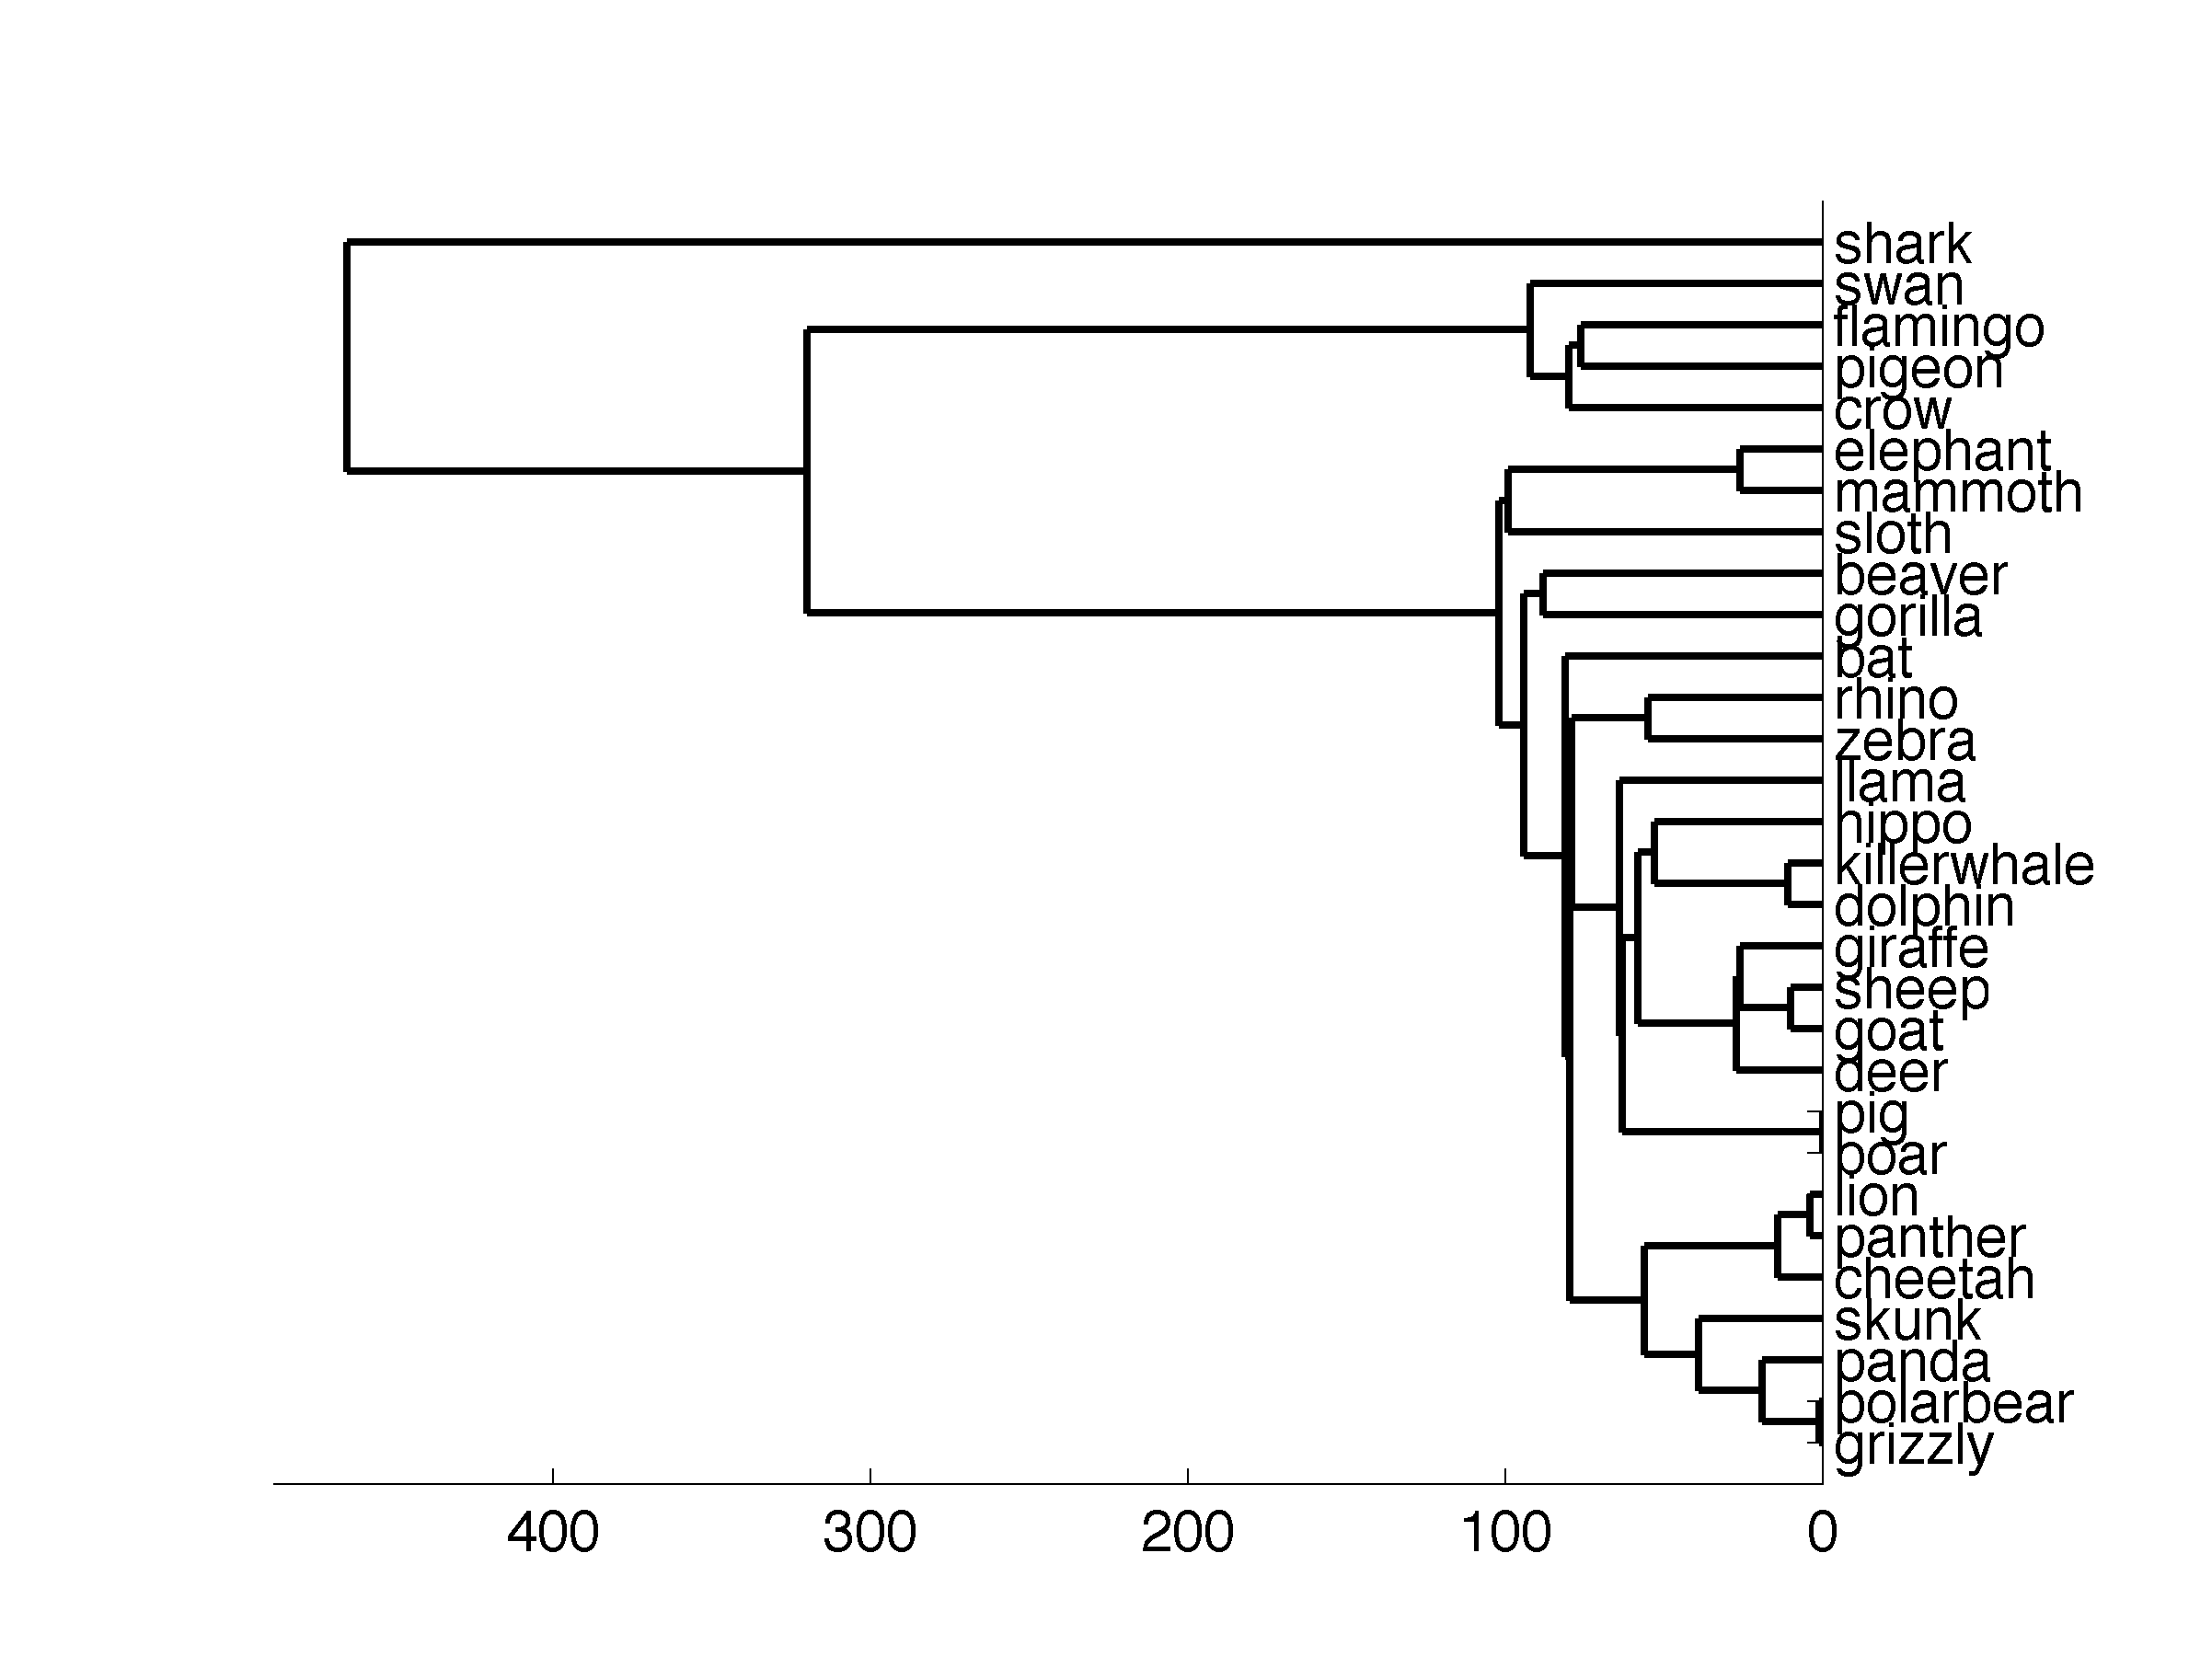 shark
swan
flamingo
pigeon
crow
elephant
mammoth
sloth
beaver
gorilla
bat
rhino
zebra
llama
hippo
killerwhale
dolphin
giraffe
sheep
goat
deer
pig
boar
lion
panther
cheetah
skunk
panda
polarbear
grizzly
400 300 200 100 0